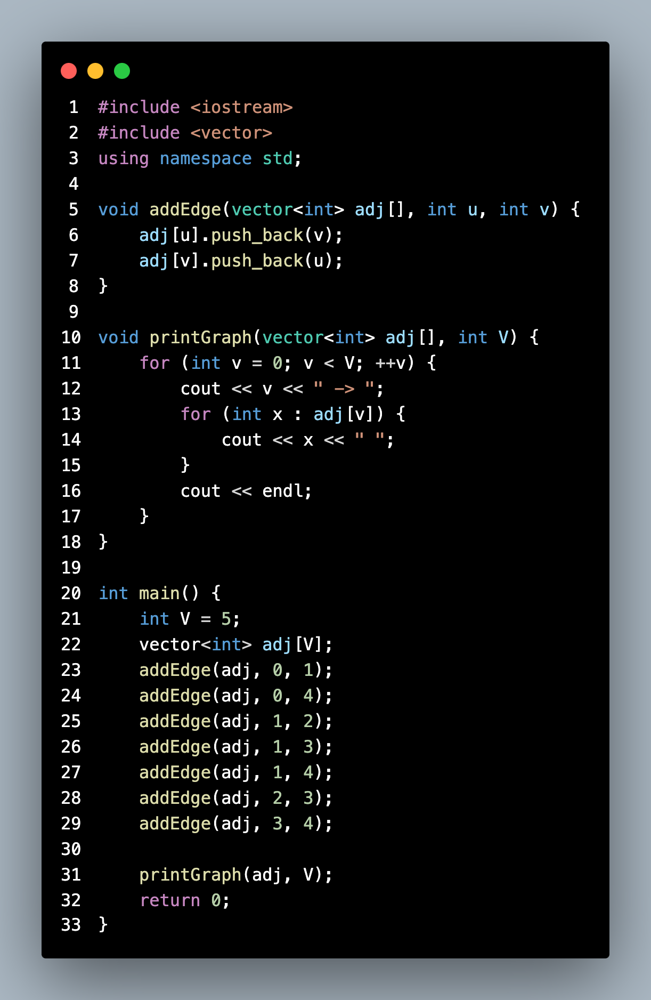 1 #include <iostream>
2 #include <vector>
3 using namespace std;
4
5 void addEdge(vector<int> adj[], int u, int v) {
6     adj[u].push_back(v);
7     adj[v].push_back(u);
8 }
9
10 void printGraph(vector<int> adj[], int V) {
11     for (int v = 0; v < V; ++v) {
12         cout << v << " -> ";
13         for (int x : adj[v]) {
14             cout << x << " ";
15         }
16         cout << endl;
17     }
18 }
19
20 int main() {
21     int V = 5;
22     vector<int> adj[V];
23     addEdge(adj, 0, 1);
24     addEdge(adj, 0, 4);
25     addEdge(adj, 1, 2);
26     addEdge(adj, 1, 3);
27     addEdge(adj, 1, 4);
28     addEdge(adj, 2, 3);
29     addEdge(adj, 3, 4);
30
31     printGraph(adj, V);
32     return 0;
33 }